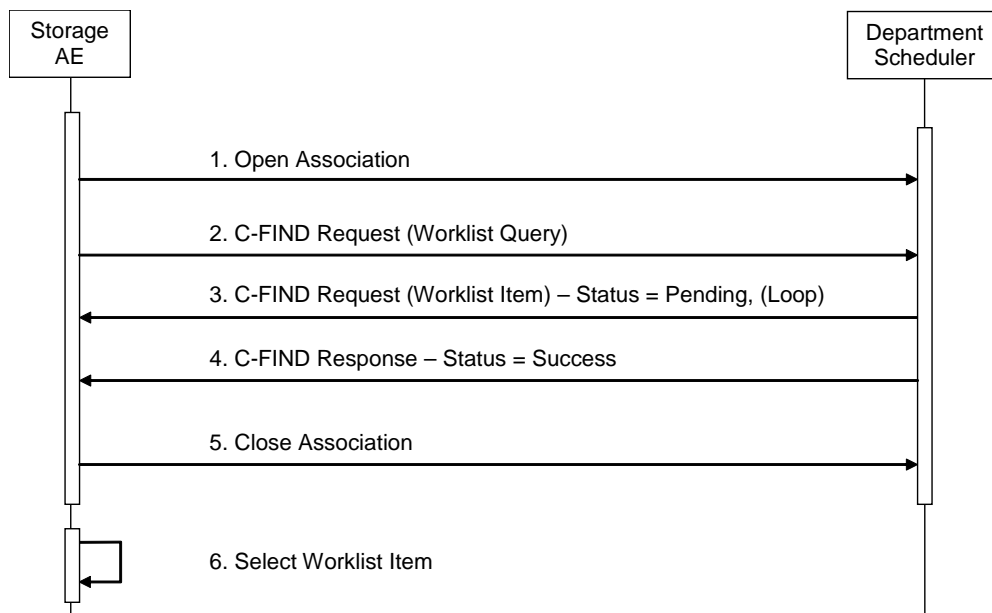 Storage
AE
Department
Scheduler
1. Open Association
2. C-FIND Request (Worklist Query)
3. C-FIND Request (Worklist Item) – Status = Pending, (Loop)
4. C-FIND Response – Status = Success
5. Close Association
6. Select Worklist Item